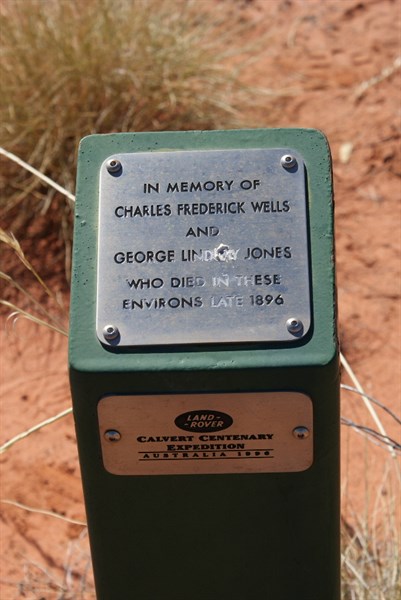 IN MEMORY OF
CHARLES FREDERICK WELLS
AND
GEORGE LINDSAY JONES
WHO DIED IN THESE
ENVIRONS LATE 1896
LAND-
-ROVER
CALVERT CENTENARY
EXPEDITION
AUSTRALIA 1996